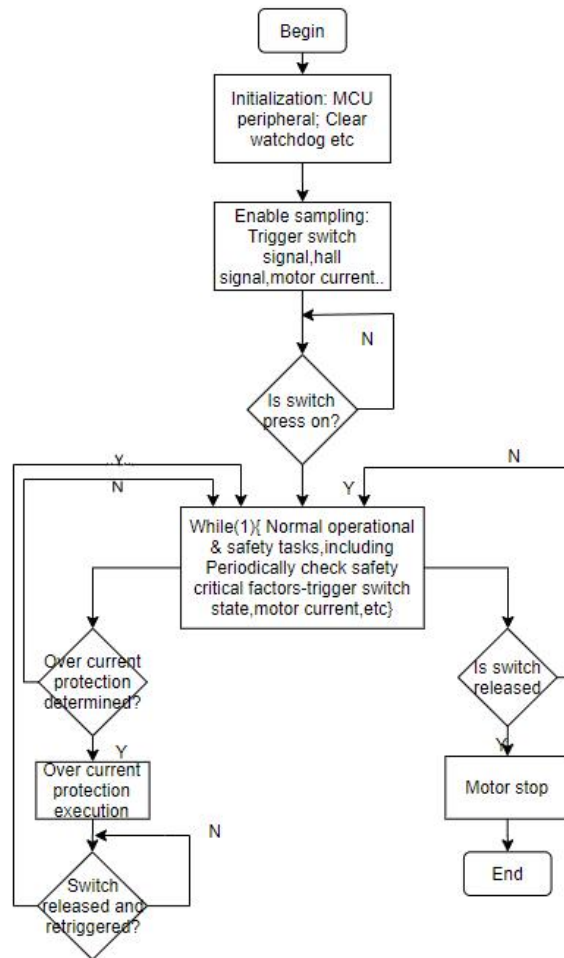 Begin
Initialization: MCU
peripheral; Clear
watchdog etc
Enable sampling:
Trigger switch
signal,hall
signal,motor current..
N
Is switch
press on?
Y
N
N
Y
While(1){ Normal operational
& safety tasks,including
Periodically check safety
critical factors-trigger switch
state,motor current,etc}
Over current
protection
determined?
Y
Over current
protection
execution
N
Switch
released and
retriggered?
Is switch
released
Y
Motor stop
End